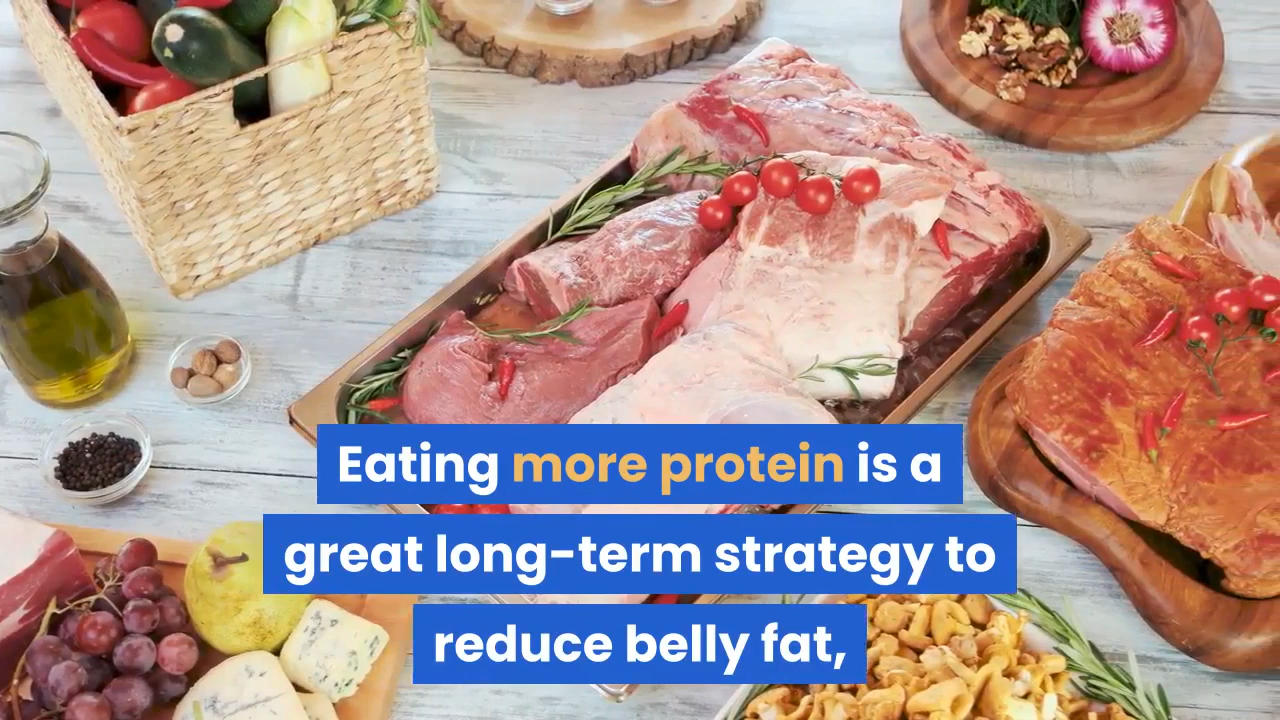 Eating more protein is a
great long-term strategy to
reduce belly fat,